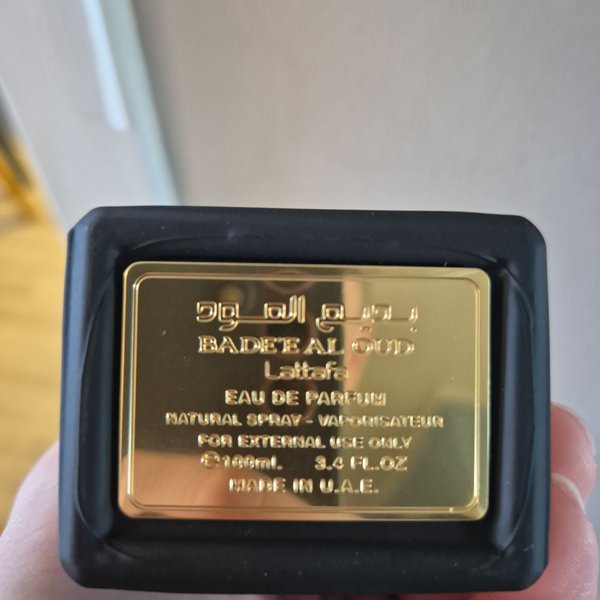 بديع العود
BADE'E AL OUD
Lattafa
EAU DE PARFUM
NATURAL SPRAY - VAPORISATEUR
FOR EXTERNAL USE ONLY
℮100ml. 3.4 FL.OZ
MADE IN U.A.E.